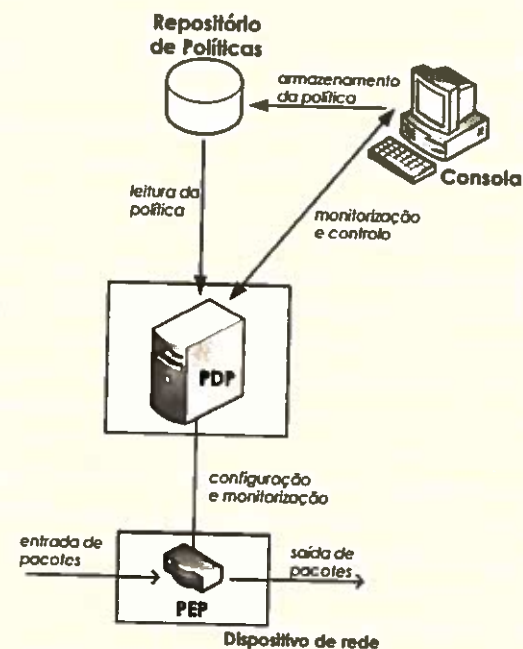 Repositório
de Políticas
armazenamento
da política
Consola
leitura da
política
monitorização
e controlo
PDP
configuração
e monitorização
entrada de
pacotes
saída de
pacotes
PEP
Dispositivo de rede